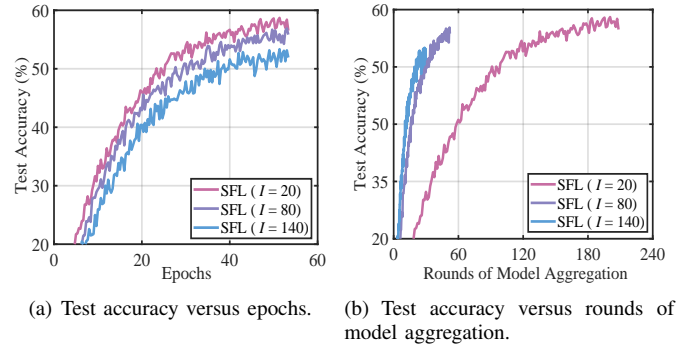 60
50
40
30
20
Test Accuracy (%)
SFL ( I = 20)
SFL ( I = 80)
SFL ( I = 140)
0 20 40 60
Epochs
(a) Test accuracy versus epochs.
60
50
50
35
20
Test Accuracy (%)
SFL ( I = 20)
SFL ( I = 80)
SFL ( I = 140)
0 60 120 180 240
Rounds of Model Aggregation
(b) Test accuracy versus rounds of
model aggregation.